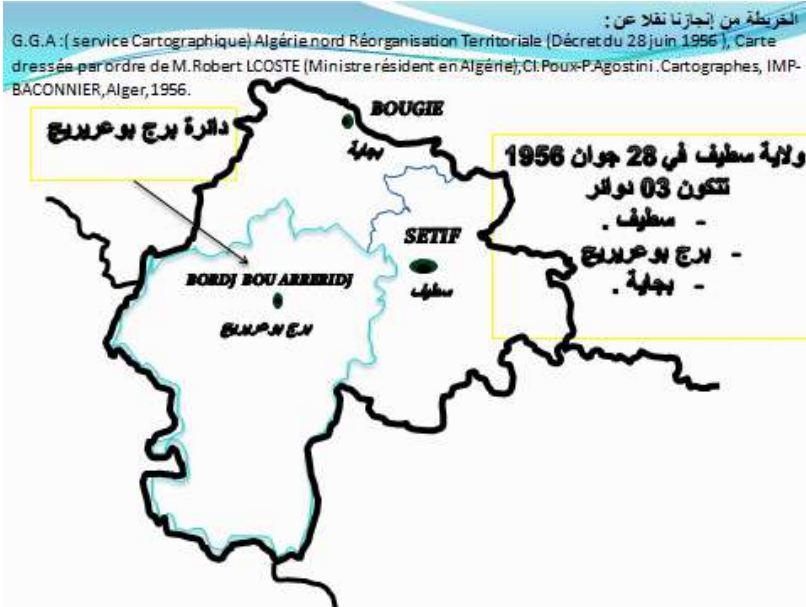 الخريطة من إنجازنا نقلا عن :
G.G.A :( service Cartographique) Algérie nord Réorganisation Territoriale (Décret du 28 juin 1956 ), Carte
dressée par ordre de M.Robert LCOSTE (Ministre résident en Algérie),Cl.Poux-P.Agostini .Cartographes, IMP-
BACONNIER,Alger,1956.
BOUGIE
بجاية
دائرة برج بوعريريج
ولاية سطيف في 28 جوان 1956
تتكون 03 دوائر
- سطيف .
- برج بوعريريج
- بجاية .
SETIF
سطيف
BORDJ BOU ARRERIDJ
برج بوعريريج